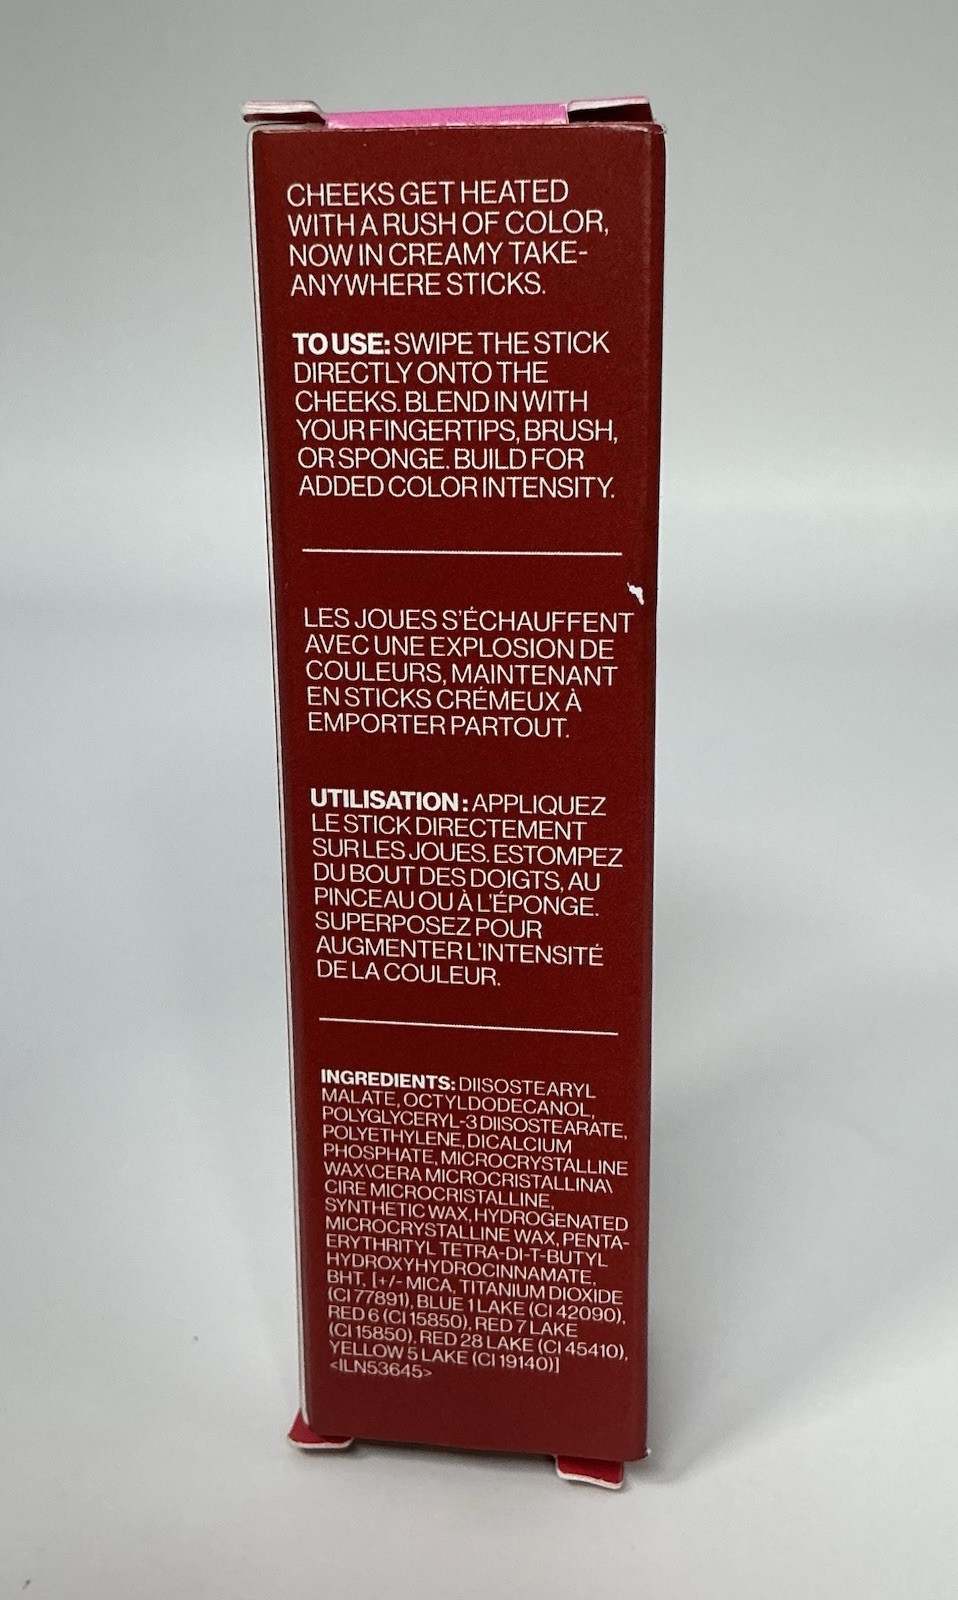 CHEEKS GET HEATED
WITH A RUSH OF COLOR,
NOW IN CREAMY TAKE-
ANYWHERE STICKS.
TO USE: SWIPE THE STICK
DIRECTLY ONTO THE
CHEEKS. BLEND IN WITH
YOUR FINGERTIPS, BRUSH,
OR SPONGE. BUILD FOR
ADDED COLOR INTENSITY.
LES JOUES S'ÉCHAUFFENT
AVEC UNE EXPLOSION DE
COULEURS, MAINTENANT
EN STICKS CRÉMEUX À
EMPORTER PARTOUT.
UTILISATION : APPLIQUEZ
LE STICK DIRECTEMENT
SUR LES JOUES. ESTOMPEZ
DU BOUT DES DOIGTS, AU
PINCEAU OU À L'ÉPONGE.
SUPERPOSEZ POUR
AUGMENTER L'INTENSITÉ
DE LA COULEUR.
INGREDIENTS: DIISOSTEARYL
MALATE, OCTYLDODECANOL,
POLYGLYCERYL-3 DIISOSTEARATE,
POLYETHYLENE, DICALCIUM
PHOSPHATE, MICROCRYSTALLINE
WAX\CERA MICROCRISTALLINA\
CIRE MICROCRISTALLINE,
SYNTHETIC WAX, HYDROGENATED
MICROCRYSTALLINE WAX, PENTA-
ERYTHRITYL TETRA-DI-T-BUTYL
HYDROXYHYDROCINNAMATE,
BHT, [+/- MICA, TITANIUM DIOXIDE
(CI 77891), BLUE 1 LAKE (CI 42090),
RED 6 (CI 15850), RED 7 LAKE
(CI 15850), RED 28 LAKE (CI 45410),
YELLOW 5 LAKE (CI 19140)]
<ILN53645>